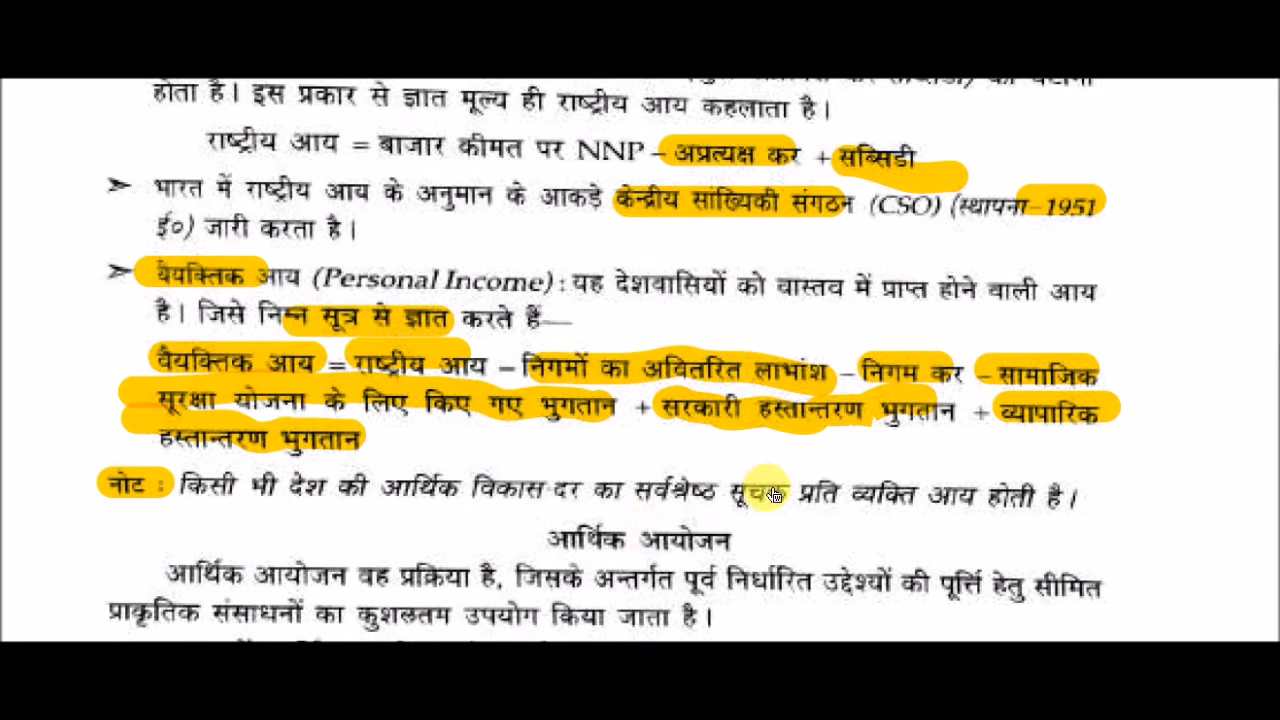 होता है। इस प्रकार से ज्ञात मूल्य ही राष्ट्रीय आय कहलाता है।
राष्ट्रीय आय = बाजार कीमत पर NNP – अप्रत्यक्ष कर + सब्सिडी
➢ भारत में राष्ट्रीय आय के अनुमान के आकड़े केन्द्रीय सांख्यिकी संगठन (CSO) (स्थापना–1951
ई०) जारी करता है।
➢ वैयक्तिक आय (Personal Income) : यह देशवासियों को वास्तव में प्राप्त होने वाली आय
है। जिसे निम्न सूत्र से ज्ञात करते हैं—
वैयक्तिक आय = राष्ट्रीय आय – निगमों का अवितरित लाभांश – निगम कर – सामाजिक
सूरक्षा योजना के लिए किए गए भुगतान + सरकारी हस्तान्तरण भुगतान + व्यापारिक
हस्तान्तरण भुगतान
नोट : किसी भी देश की आर्थिक विकास दर का सर्वश्रेष्ठ सूचक प्रति व्यक्ति आय होती है।
आर्थिक आयोजन
आर्थिक आयोजन वह प्रक्रिया है, जिसके अन्तर्गत पूर्व निर्धारित उद्देश्यों की पूर्त्ति हेतु सीमित
प्राकृतिक संसाधनों का कुशलतम उपयोग किया जाता है।